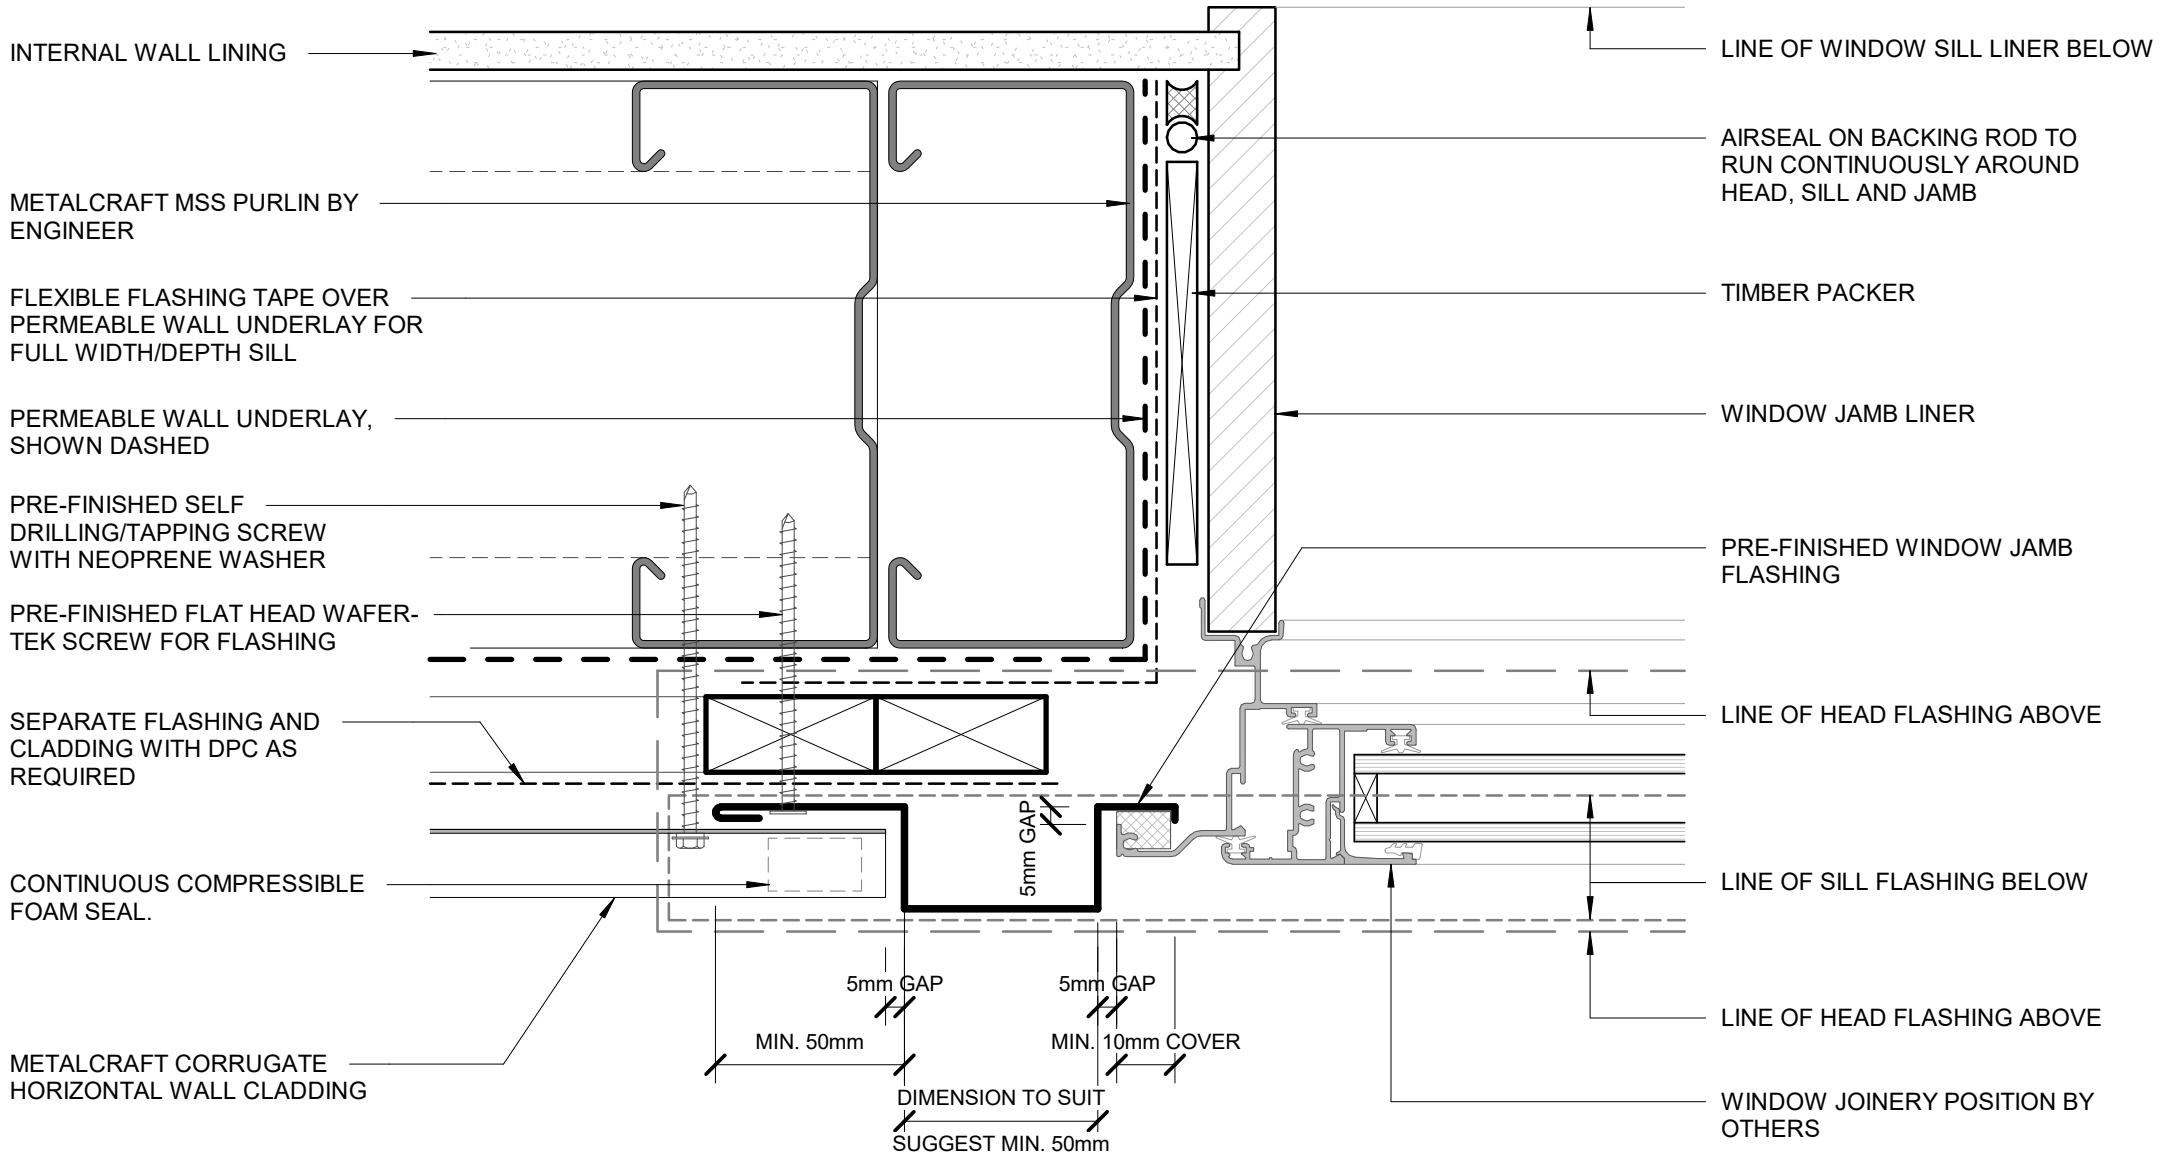 INTERNAL WALL LINING
METALCRAFT MSS PURLIN BY
ENGINEER
FLEXIBLE FLASHING TAPE OVER
PERMEABLE WALL UNDERLAY FOR
FULL WIDTH/DEPTH SILL
PERMEABLE WALL UNDERLAY,
SHOWN DASHED
PRE-FINISHED SELF
DRILLING/TAPPING SCREW
WITH NEOPRENE WASHER
PRE-FINISHED FLAT HEAD WAFER-
TEK SCREW FOR FLASHING
SEPARATE FLASHING AND
CLADDING WITH DPC AS
REQUIRED
CONTINUOUS COMPRESSIBLE
FOAM SEAL.
METALCRAFT CORRUGATE
HORIZONTAL WALL CLADDING
5mm GAP
5mm GAP
5mm GAP
MIN. 50mm
MIN. 10mm COVER
DIMENSION TO SUIT
SUGGEST MIN. 50mm
LINE OF WINDOW SILL LINER BELOW
AIRSEAL ON BACKING ROD TO
RUN CONTINUOUSLY AROUND
HEAD, SILL AND JAMB
TIMBER PACKER
WINDOW JAMB LINER
PRE-FINISHED WINDOW JAMB
FLASHING
LINE OF HEAD FLASHING ABOVE
LINE OF SILL FLASHING BELOW
LINE OF HEAD FLASHING ABOVE
WINDOW JOINERY POSITION BY
OTHERS